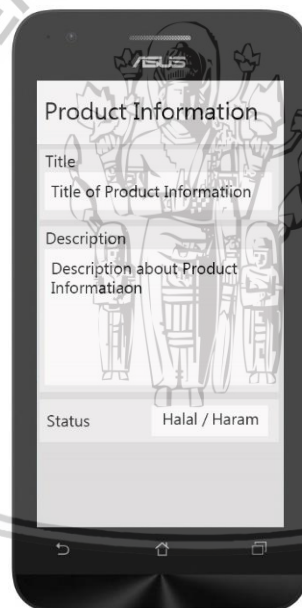 ASUS
Product Information
Title
Title of Product Informatiion
Description
Description about Product
Informatiaon
Status
Halal / Haram